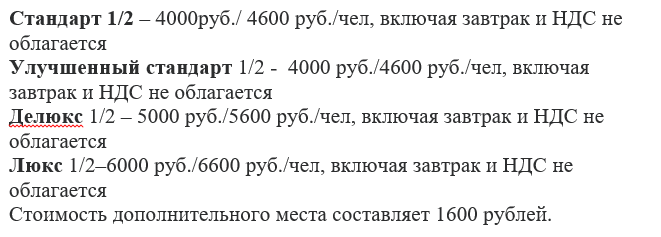 Стандарт 1/2 – 4000руб./ 4600 руб./чел, включая завтрак и НДС не
облагается
Улучшенный стандарт 1/2 -  4000 руб./4600 руб./чел, включая
завтрак и НДС не облагается
Делюкс 1/2 – 5000 руб./5600 руб./чел, включая завтрак и НДС не
облагается
Люкс 1/2–6000 руб./6600 руб./чел, включая завтрак и НДС не
облагается
Стоимость дополнительного места составляет 1600 рублей.